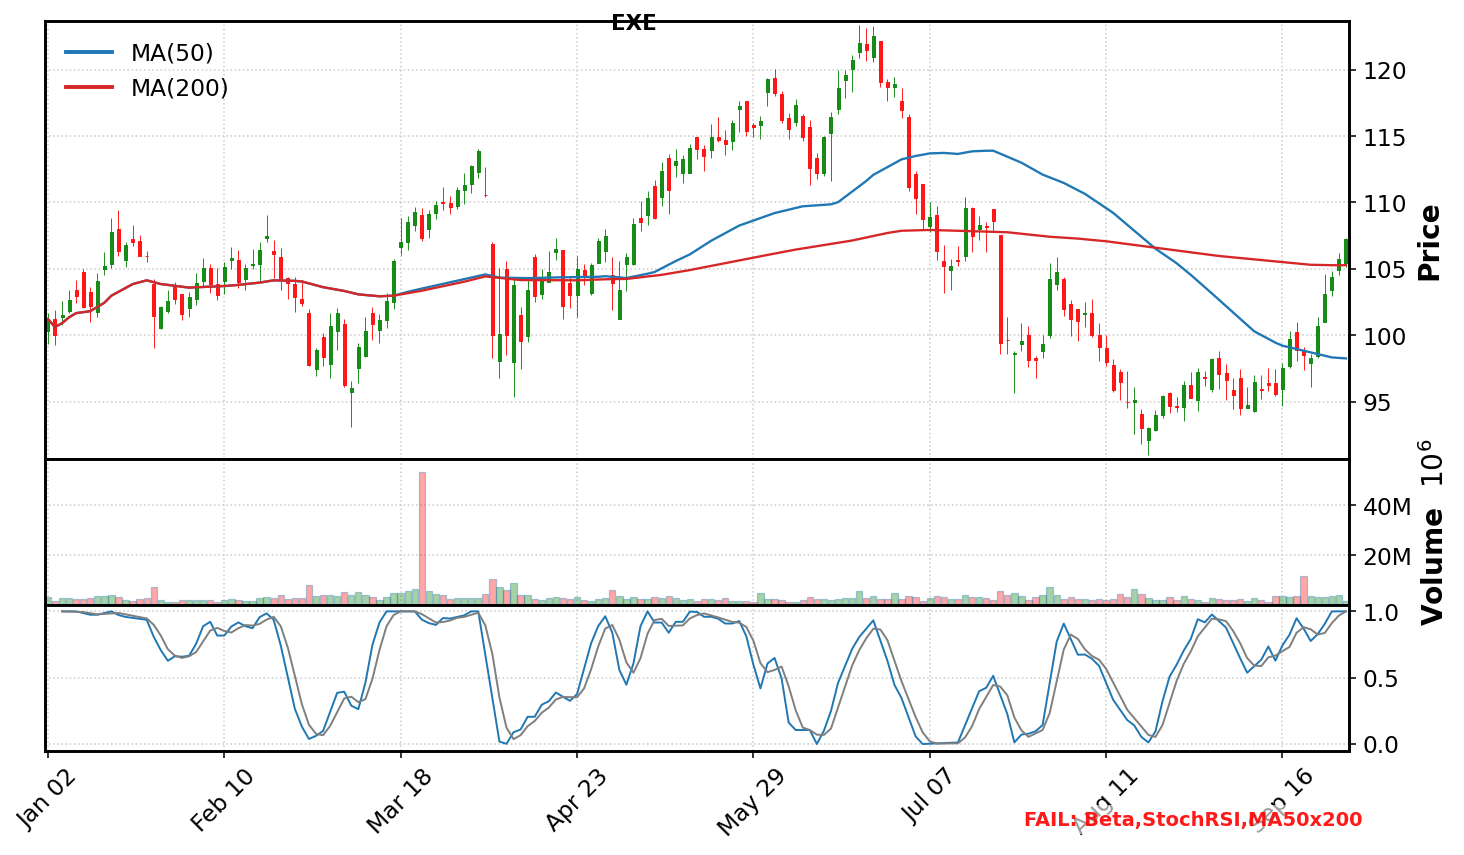 EXE
MA(50)
MA(200)
120
115
110
105
100
95
Price
10^6
40M
20M
Volume
1.0
0.5
0.0
Jan 02
Feb 10
Mar 18
Apr 23
May 29
Jul 07
Aug 11
Sep 16
FAIL: Beta,StochRSI,MA50x200